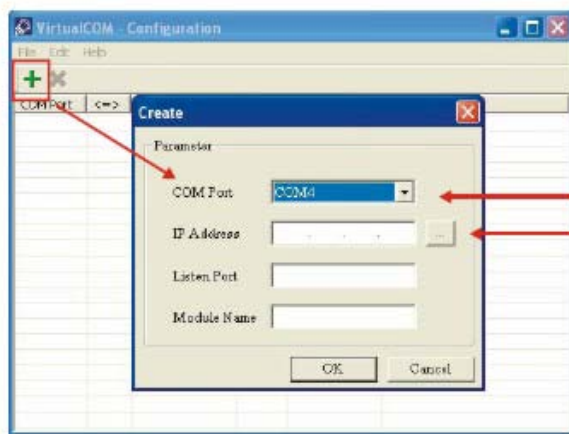 VirtualCOM - Configuration
File Edit Help
COM Port <=>
Create
Parameter
COM Port COM4
IP Address . . . ...
Listen Port
Module Name
OK Cancel